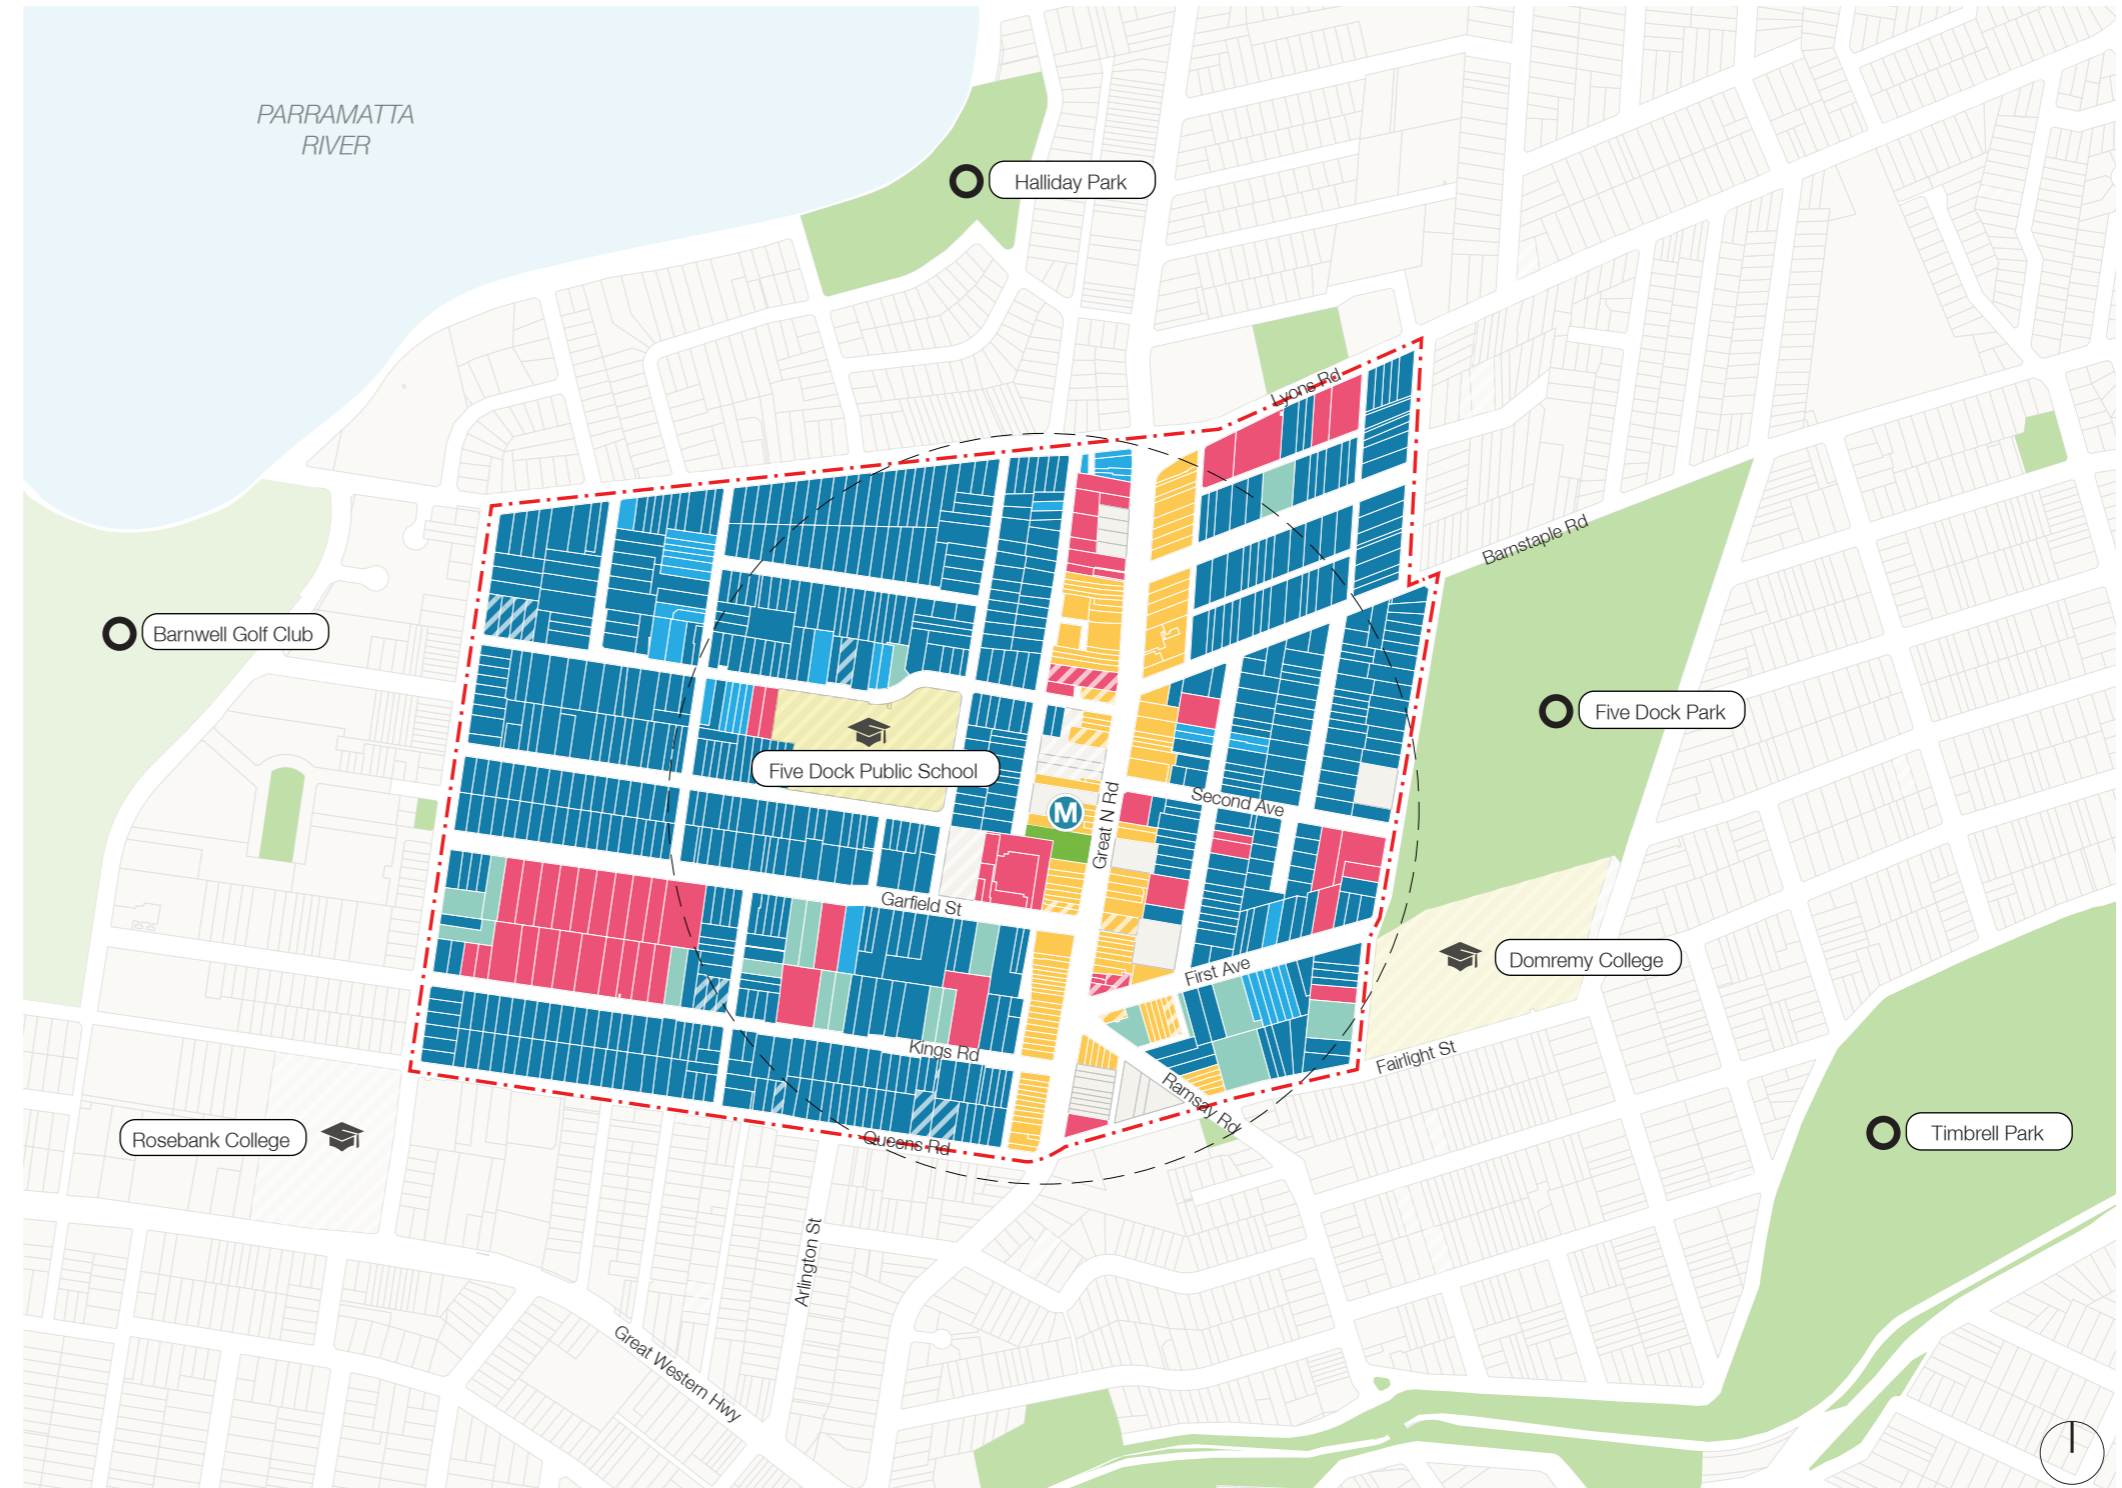 PARRAMATTA
RIVER
Halliday Park
Lyons Rd
Barnstaple Rd
Barnwell Golf Club
Five Dock Park
Five Dock Public School
M
Great N Rd
Second Ave
Garfield St
First Ave
Domremy College
Kings Rd
Fairlight St
Ramsay Rd
Rosebank College
Queens Rd
Timbrell Park
Arlington St
Great Western Hwy